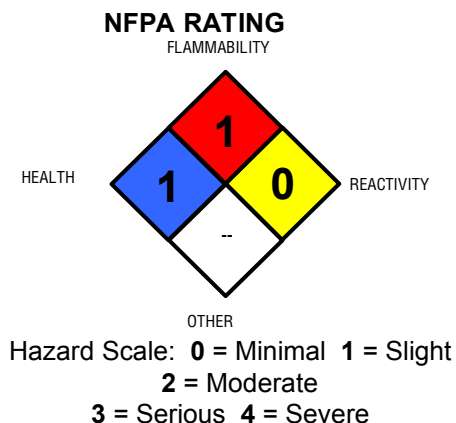 NFPA RATING
FLAMMABILITY
1
HEALTH
1
0
REACTIVITY
--
OTHER
Hazard Scale: 0 = Minimal 1 = Slight
2 = Moderate
3 = Serious 4 = Severe